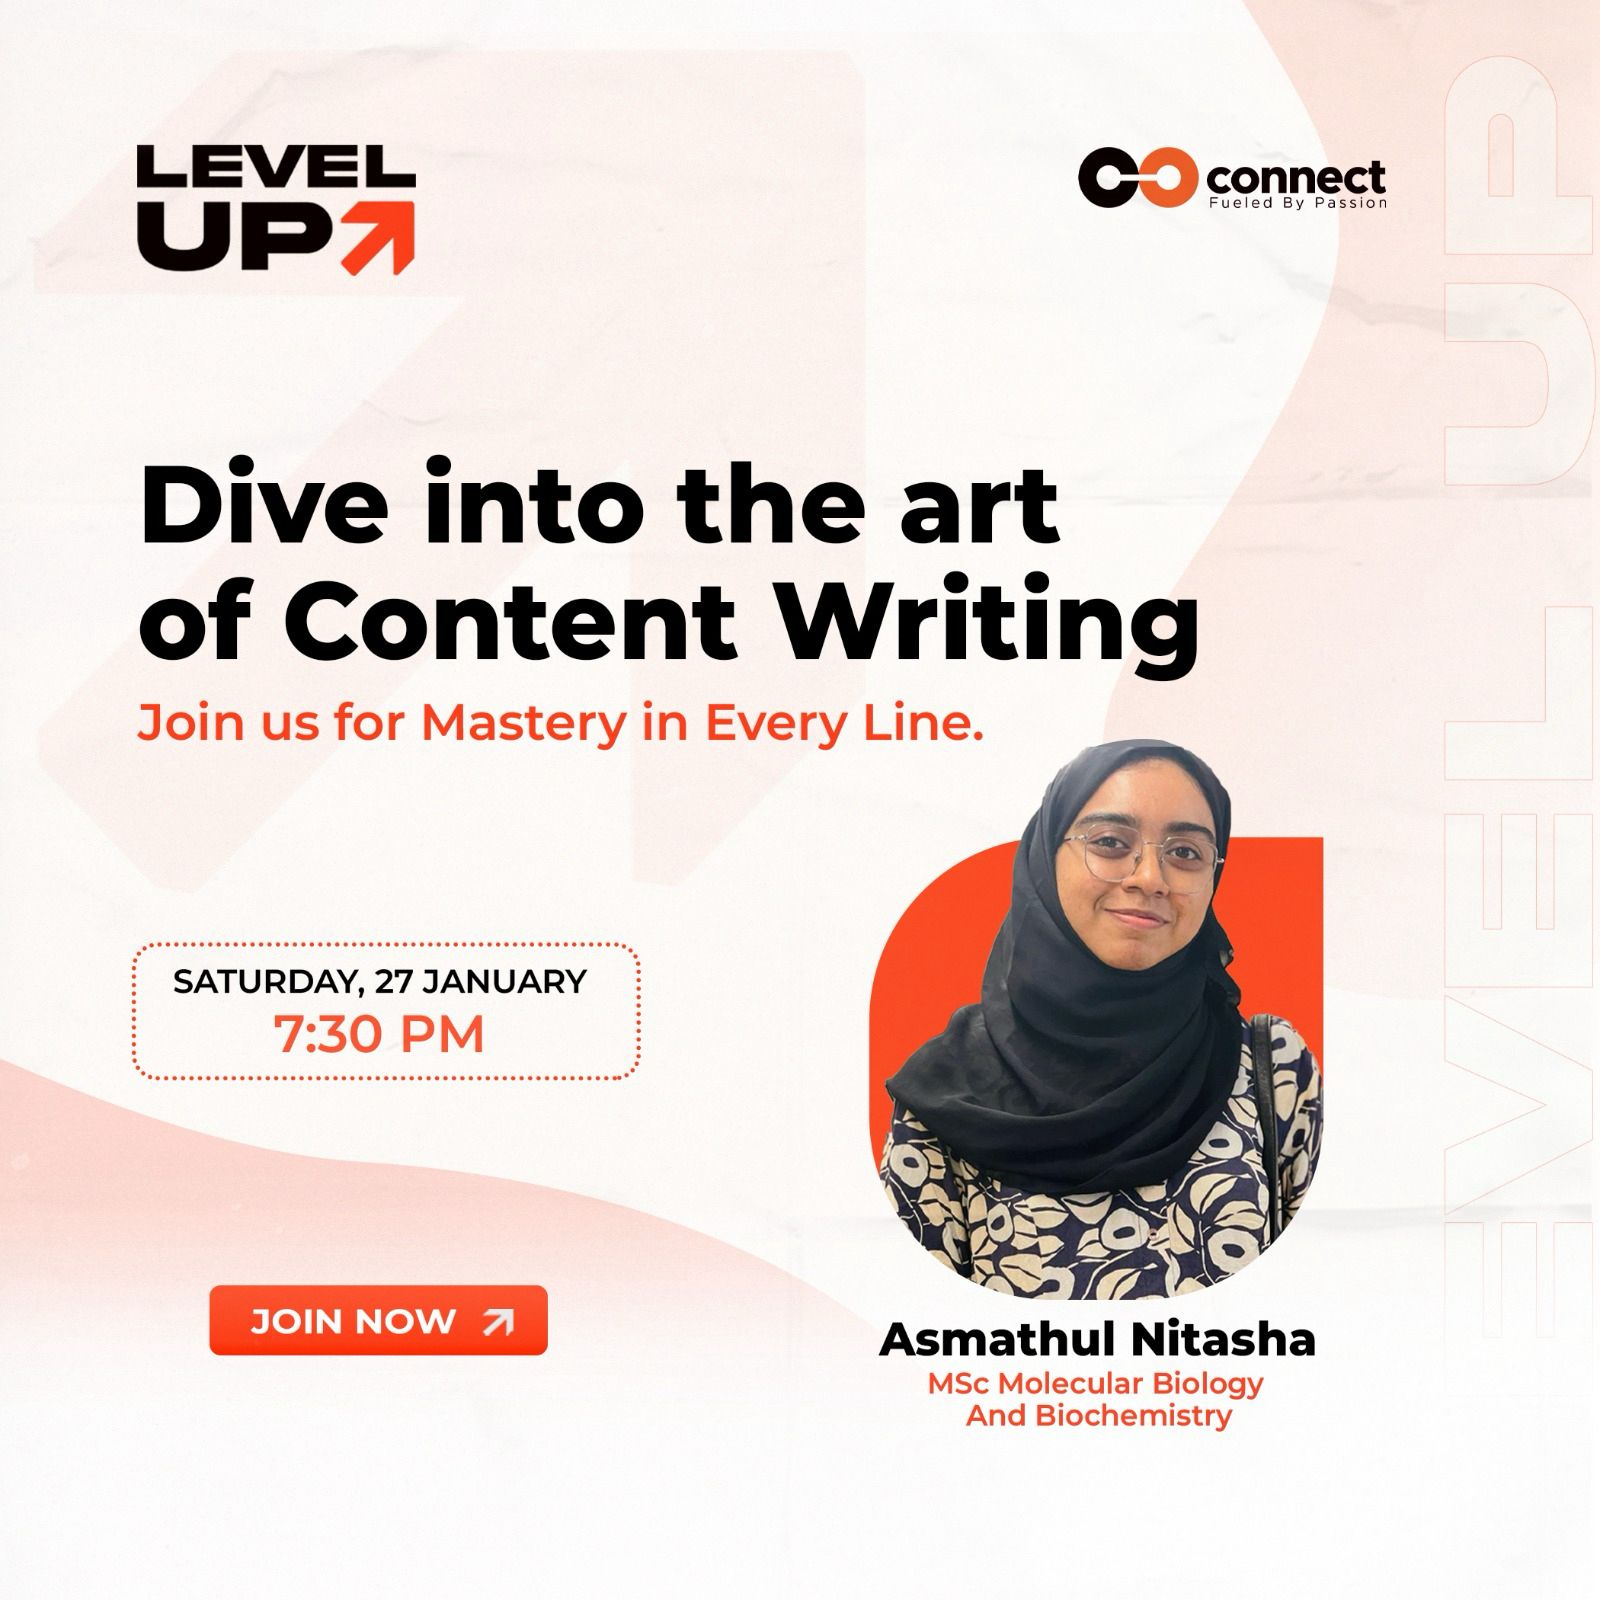 LEVEL
UP
connect
Fueled By Passion
Dive into the art
of Content Writing
Join us for Mastery in Every Line.
SATURDAY, 27 JANUARY
7:30 PM
JOIN NOW
Asmathul Nitasha
MSc Molecular Biology
And Biochemistry
LEVEL UP